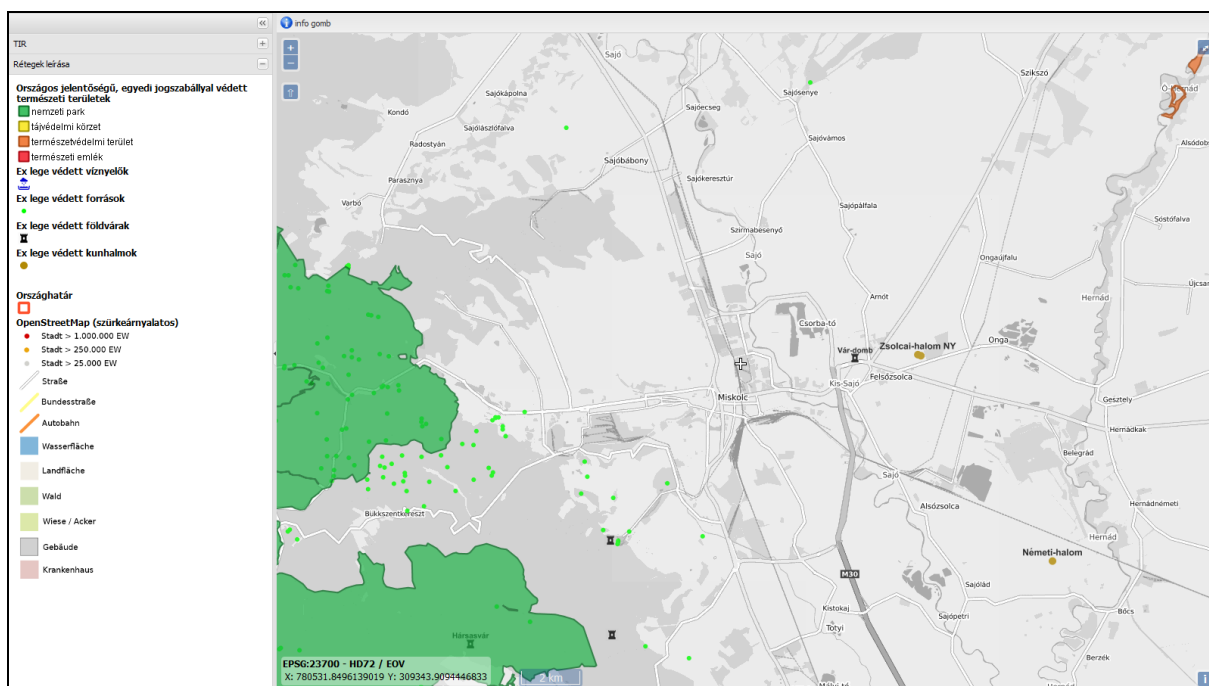 info gomb
TIR
Rétegek leírása
Országos jelentőségű, egyedi jogszabállyal védett
természeti területek
nemzeti park
tájvédelmi körzet
természetvédelmi terület
természeti emlék
Ex lege védett víznyelők
Ex lege védett források
Ex lege védett földvárak
Ex lege védett kunhalmok
Országhatár
OpenStreetMap (szürkeárnyalatos)
Stadt > 1.000.000 EW
Stadt > 250.000 EW
Stadt > 25.000 EW
Straße
Bundesstraße
Autobahn
Wasserfläche
Landfläche
Wald
Wiese / Acker
Gebäude
Krankenhaus
Sajó
Szikszó
Sajókápolna
Sajósenye
Ó-Hernád
Kondó
Sajóecseg
Sajólászlófalva
Sajóvámos
Radostyán
Alsódobs
Sajóbábony
Parasznya
Sajókeresztúr
Varbó
Sajópálfala
Sóstófalva
Szirmabesenyő
Sajó
Ongaújfalu
Újcsan
Arnót
Hernád
Csorba-tó
Onga
Vár-domb
Zsolcai-halom NY
Kis-Sajó
Felsőzsolca
Miskolc
Gesztely
Hernádkak
Belegrád
Sajó
Bükkszentkereszt
Alsózsolca
Hernádnémeti
Hernád
Németi-halom
M30
Sajólád
Kistokaj
Sajópetri
Bőcs
Tótyi
Hársasvár
Berzék
Mályi-tó
EPSG:23700 - HD72 / EOV
X: 780531.8496139019 Y: 309343.9094446833
2 km